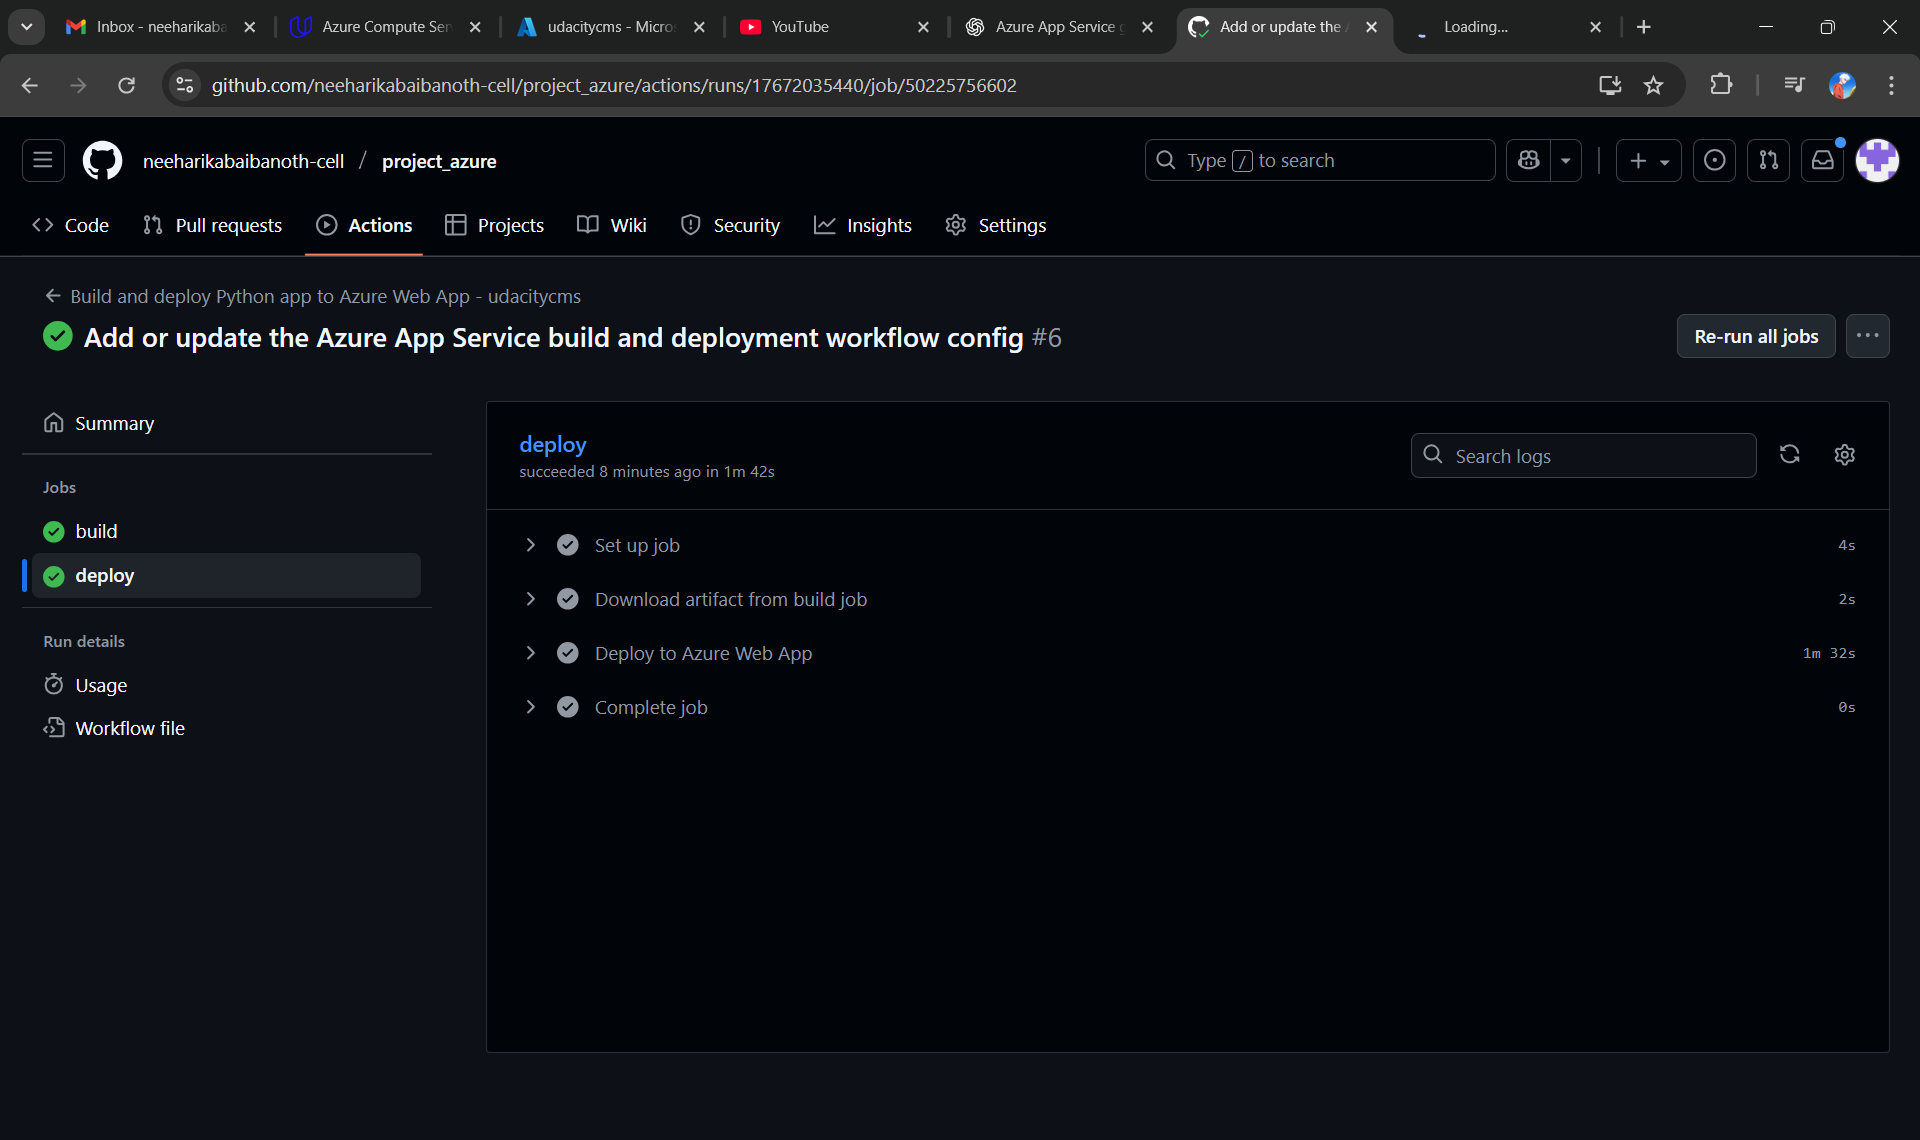 Inbox - neeharikaba
Azure Compute Ser
udacitycms - Micro
YouTube
Azure App Service
Add or update the
Loading...
github.com/neeharikabaibanoth-cell/project_azure/actions/runs/17672035440/job/50225756602
neeharikabaibanoth-cell / project_azure
Type / to search
Code
Pull requests
Actions
Projects
Wiki
Security
Insights
Settings
Build and deploy Python app to Azure Web App - udacitycms
Add or update the Azure App Service build and deployment workflow config #6
Re-run all jobs
Summary
Jobs
build
deploy
Run details
Usage
Workflow file
deploy
succeeded 8 minutes ago in 1m 42s
Search logs
Set up job 4s
Download artifact from build job 2s
Deploy to Azure Web App 1m 32s
Complete job 0s